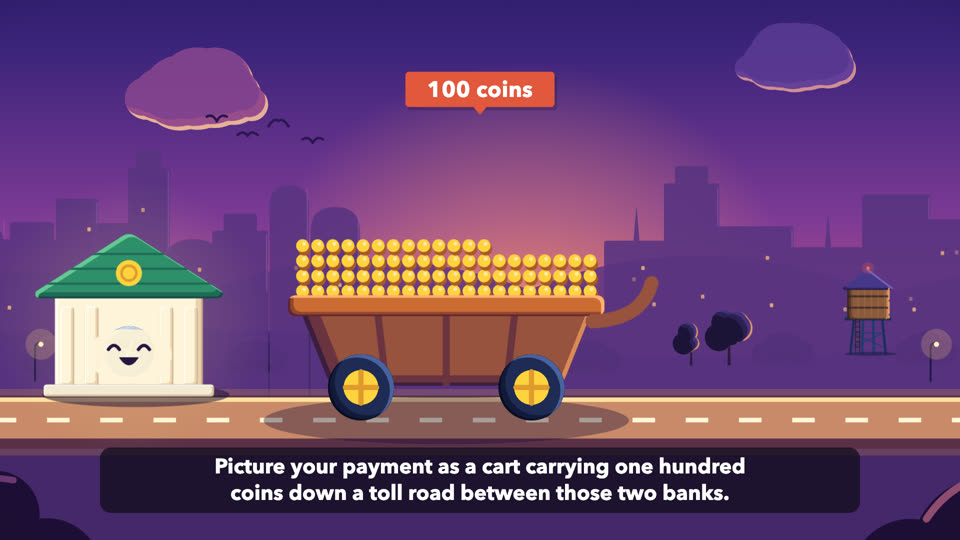 100 coins
Picture your payment as a cart carrying one hundred
coins down a toll road between those two banks.